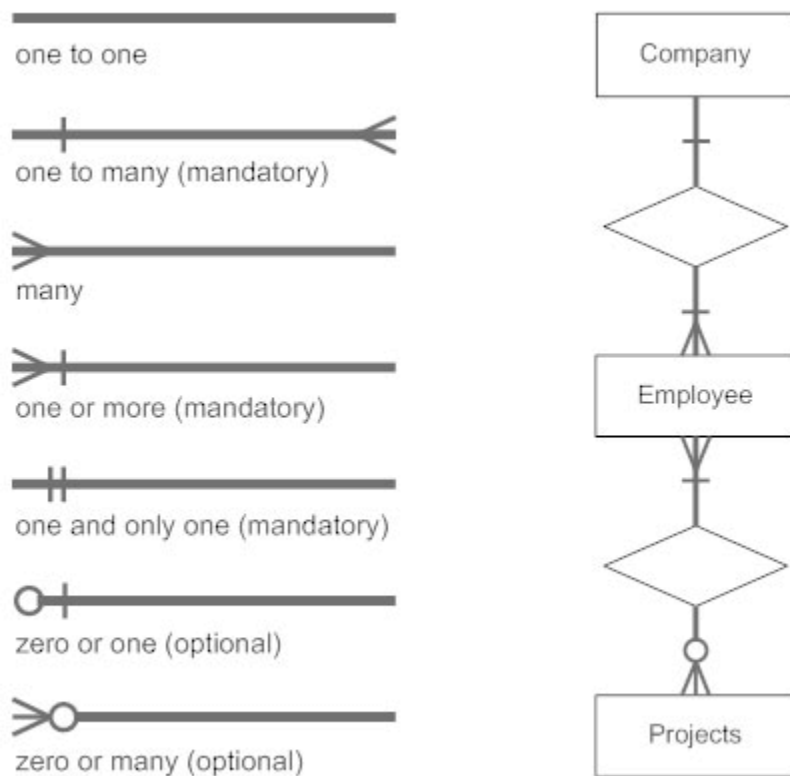 one to one
one to many (mandatory)
many
one or more (mandatory)
one and only one (mandatory)
zero or one (optional)
zero or many (optional)
Company
Employee
Projects